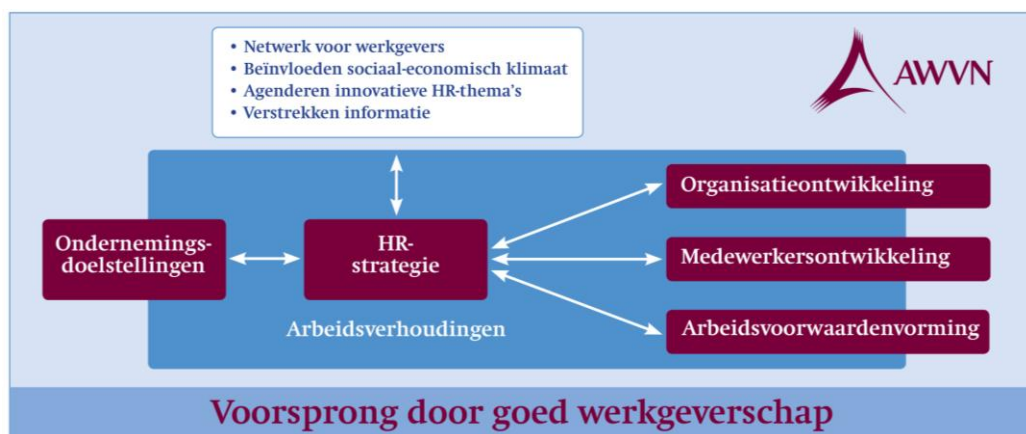 • Netwerk voor werkgevers
• Beïnvloeden sociaal-economisch klimaat
• Agenderen innovatieve HR-thema's
• Verstrekken informatie
AWVN
Ondernemings-
doelstellingen
HR-
strategie
Organisatieontwikkeling
Medewerkersontwikkeling
Arbeidsvoorwaardenvorming
Arbeidsverhoudingen
Voorsprong door goed werkgeverschap